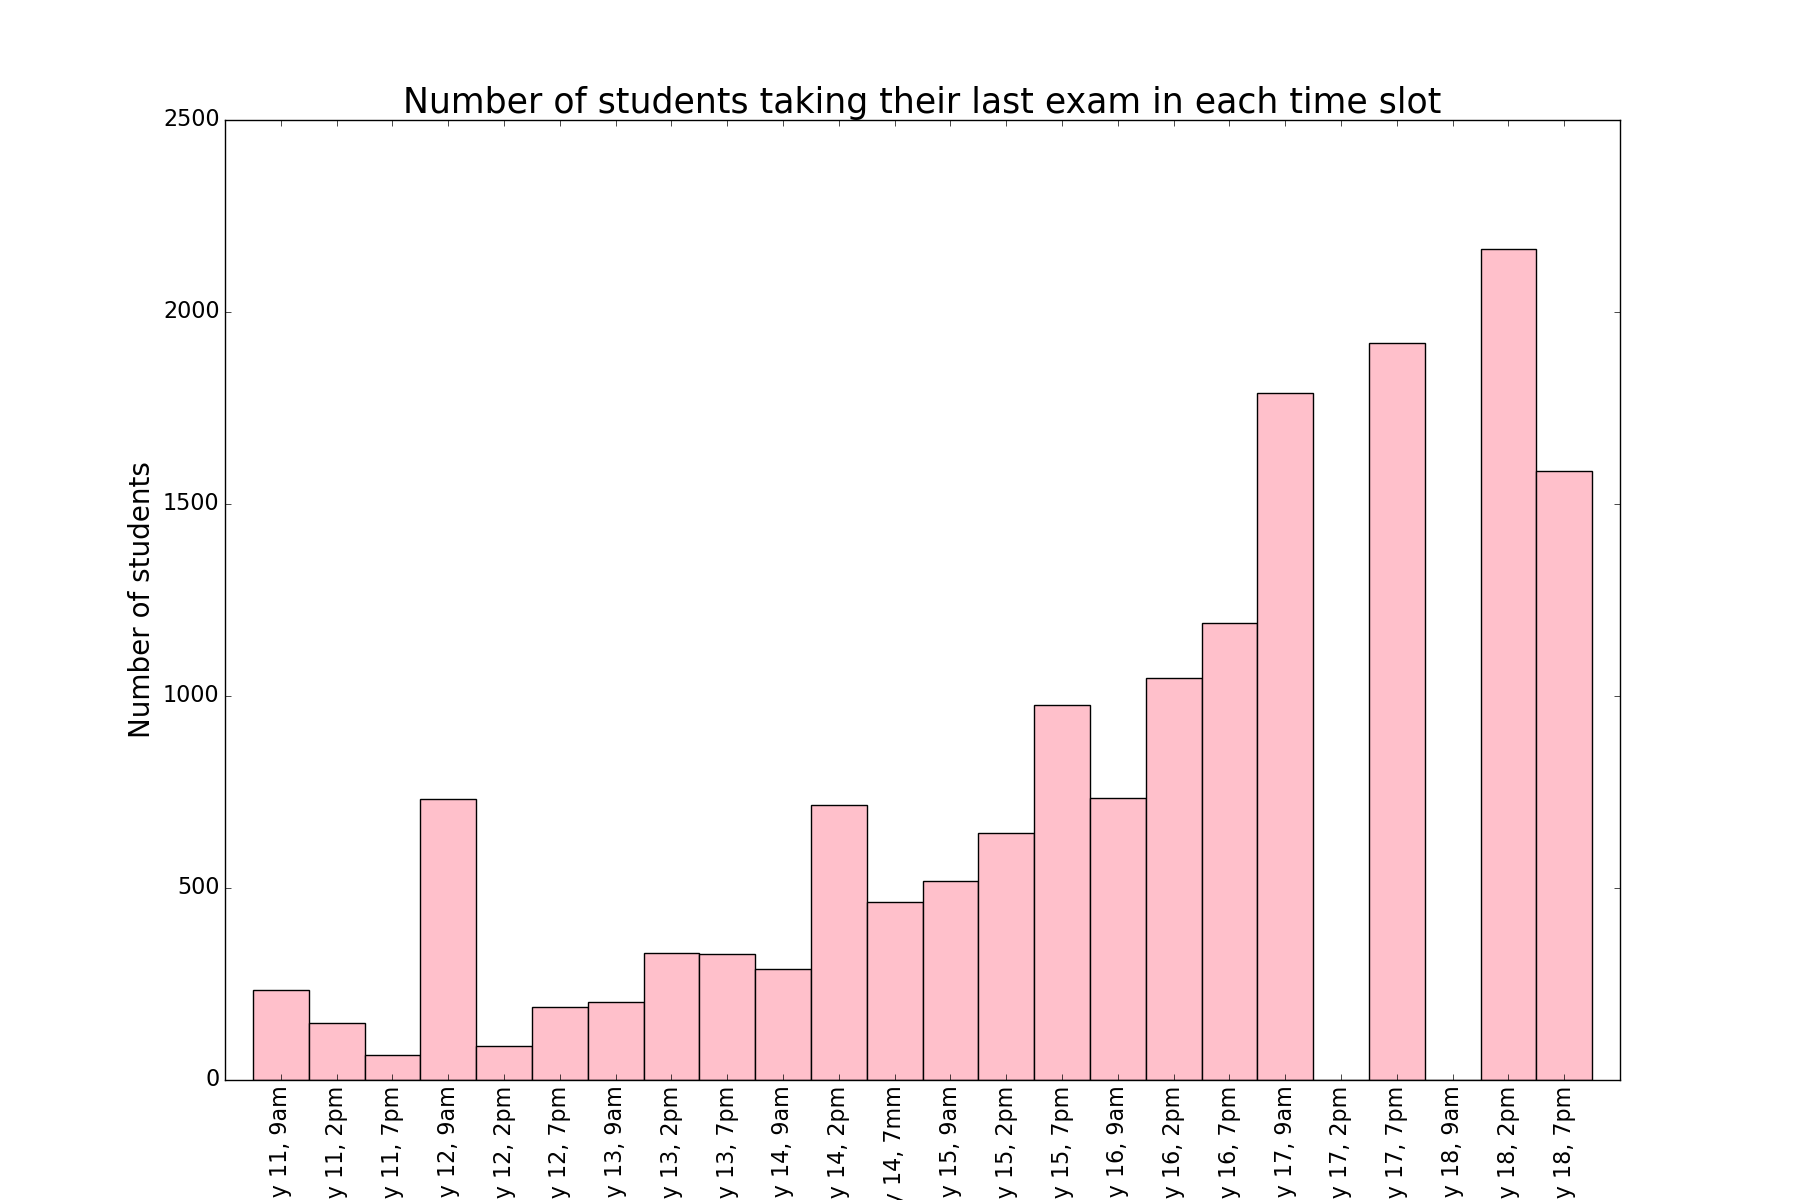 Number of students taking their last exam in each time slot
Number of students
2500
2000
1500
1000
500
0
y 11, 9am
y 11, 2pm
y 11, 7pm
y 12, 9am
y 12, 2pm
y 12, 7pm
y 13, 9am
y 13, 2pm
y 13, 7pm
y 14, 9am
y 14, 2pm
y 14, 7mm
y 15, 9am
y 15, 2pm
y 15, 7pm
y 16, 9am
y 16, 2pm
y 16, 7pm
y 17, 9am
y 17, 2pm
y 17, 7pm
y 18, 9am
y 18, 2pm
y 18, 7pm